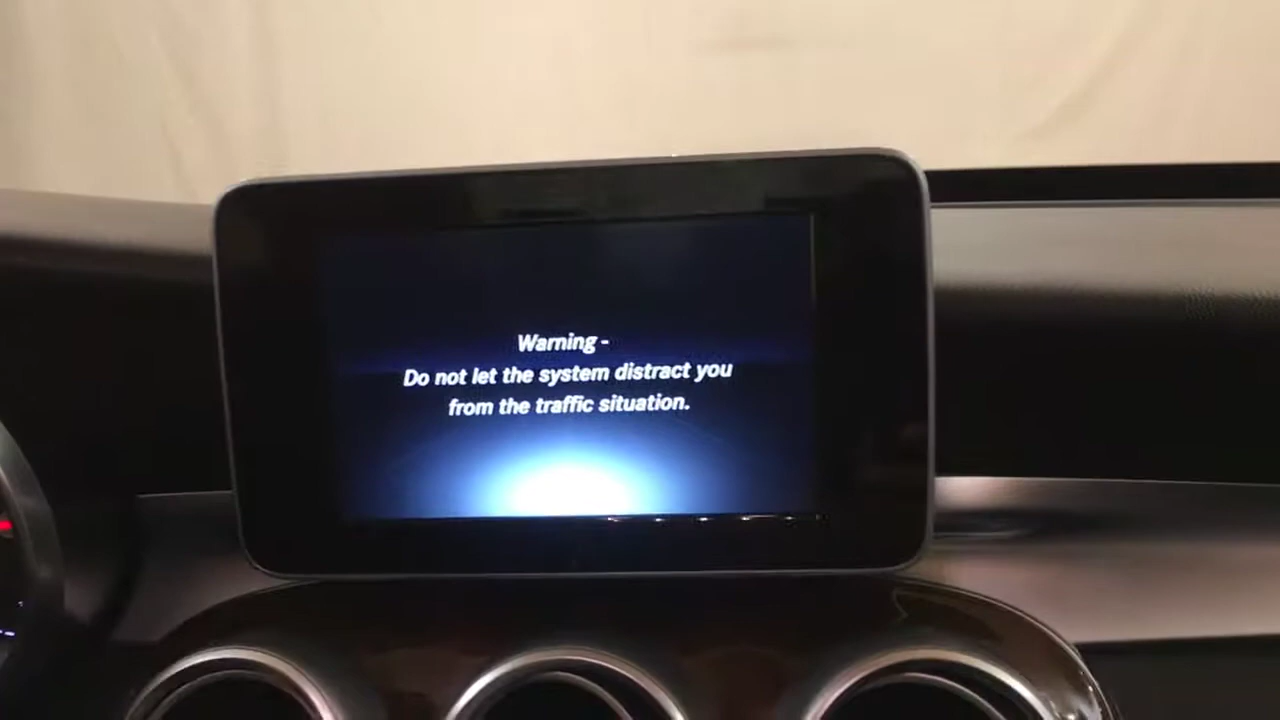 Warning -
Do not let the system distract you
from the traffic situation.